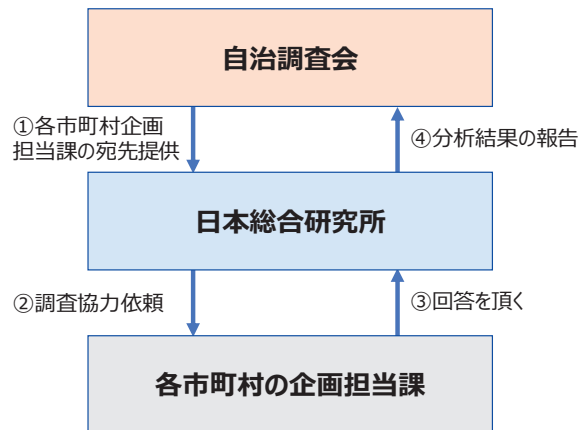 自治調査会
①各市町村企画
担当課の宛先提供
④分析結果の報告
日本総合研究所
②調査協力依頼
③回答を頂く
各市町村の企画担当課